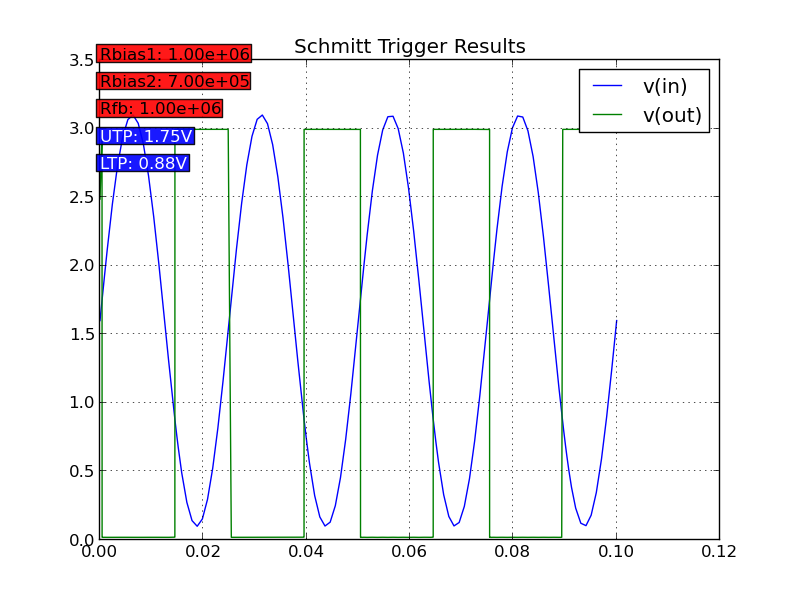 Schmitt Trigger Results
Rbias1: 1.00e+06
Rbias2: 7.00e+05
Rfb: 1.00e+06
UTP: 1.75V
LTP: 0.88V
v(in)
v(out)
3.5
3.0
2.5
2.0
1.5
1.0
0.5
0.0
0.00 0.02 0.04 0.06 0.08 0.10 0.12